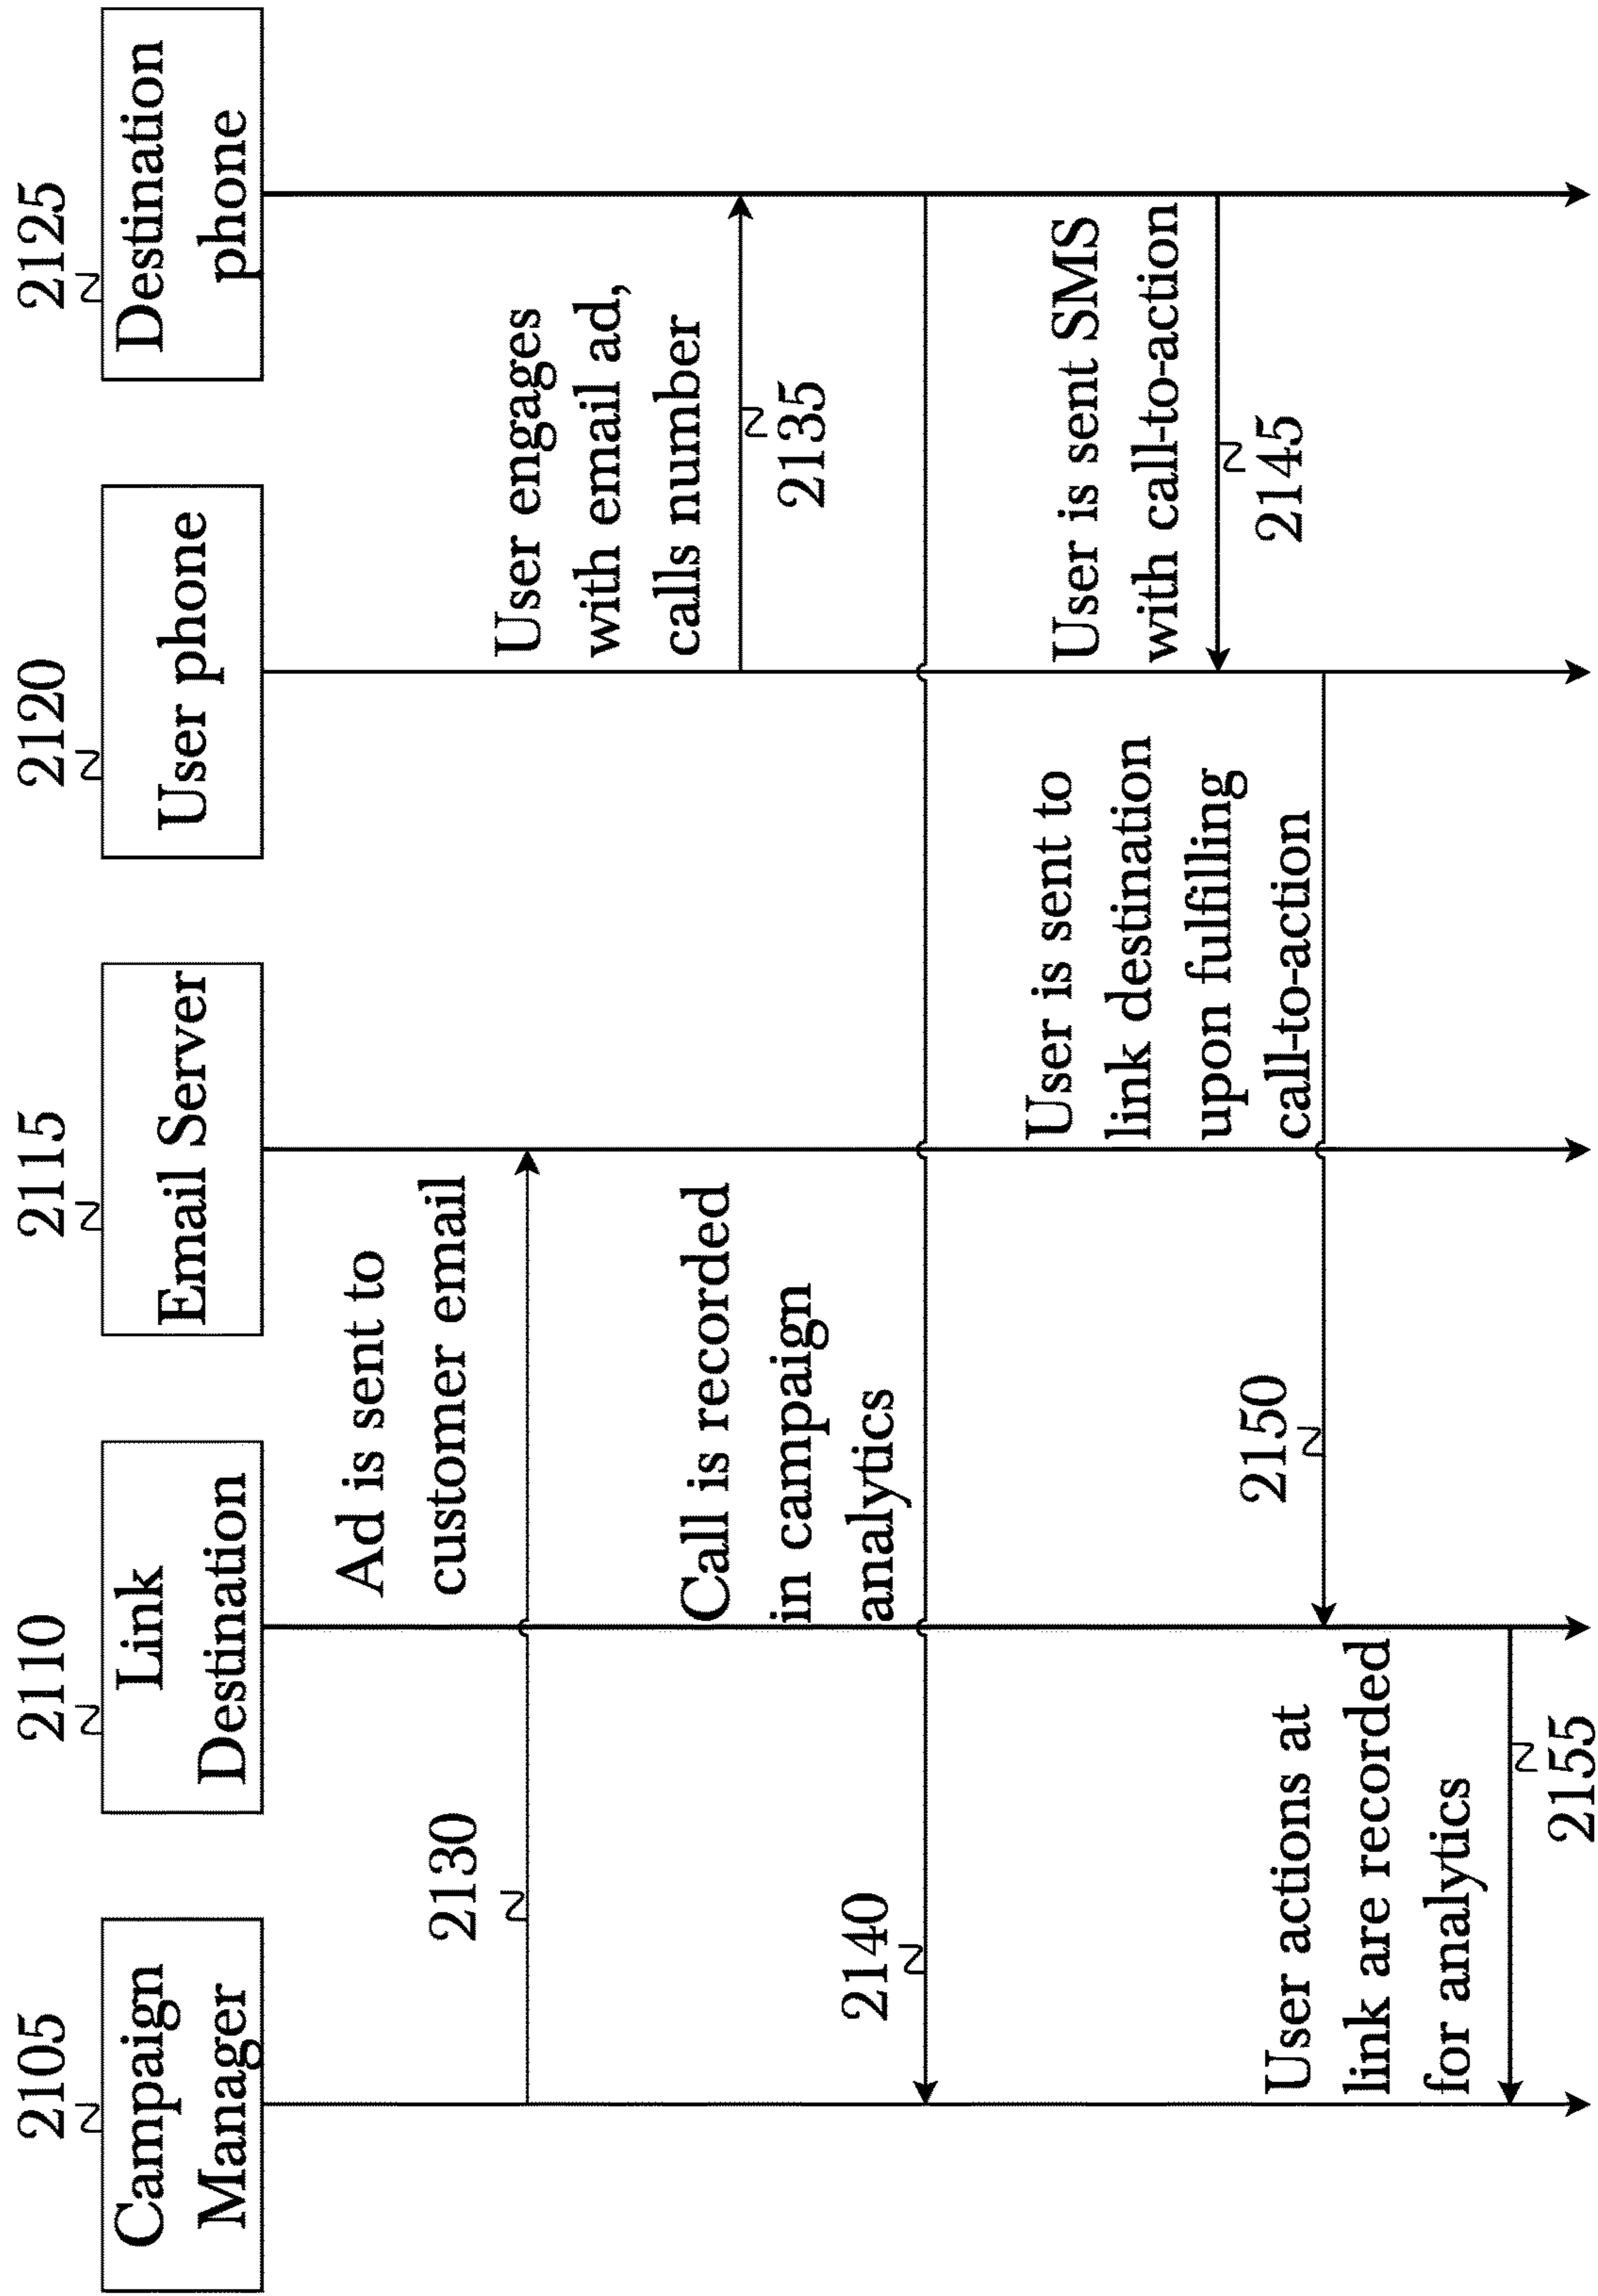 2105
Campaign
Manager
2110
Link
Destination
2115
Email Server
2120
User phone
2125
Destination
phone
Ad is sent to
customer email
2130
User engages
with email ad,
calls number
2135
Call is recorded
in campaign
analytics
2140
User is sent SMS
with call-to-action
2145
User is sent to
link destination
upon fulfilling
call-to-action
2150
User actions at
link are recorded
for analytics
2155